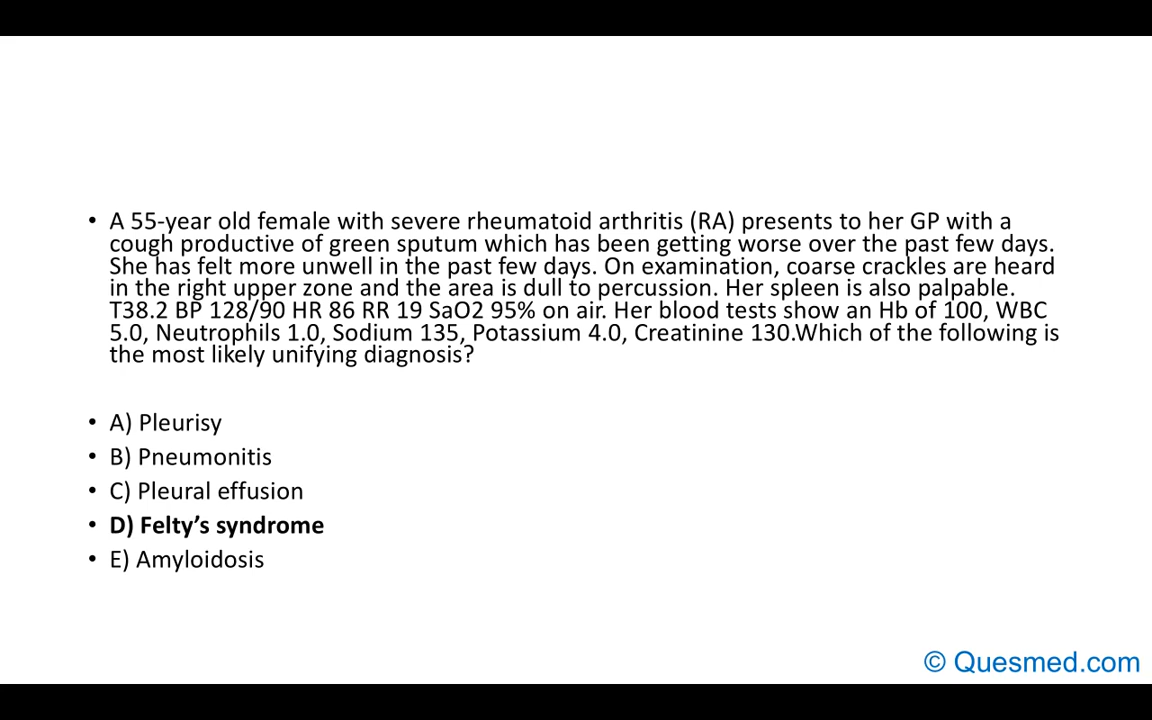 • A 55-year old female with severe rheumatoid arthritis (RA) presents to her GP with a
cough productive of green sputum which has been getting worse over the past few days.
She has felt more unwell in the past few days. On examination, coarse crackles are heard
in the right upper zone and the area is dull to percussion. Her spleen is also palpable.
T38.2 BP 128/90 HR 86 RR 19 SaO2 95% on air. Her blood tests show an Hb of 100, WBC
5.0, Neutrophils 1.0, Sodium 135, Potassium 4.0, Creatinine 130.Which of the following is
the most likely unifying diagnosis?
• A) Pleurisy
• B) Pneumonitis
• C) Pleural effusion
• D) Felty’s syndrome
• E) Amyloidosis
© Quesmed.com